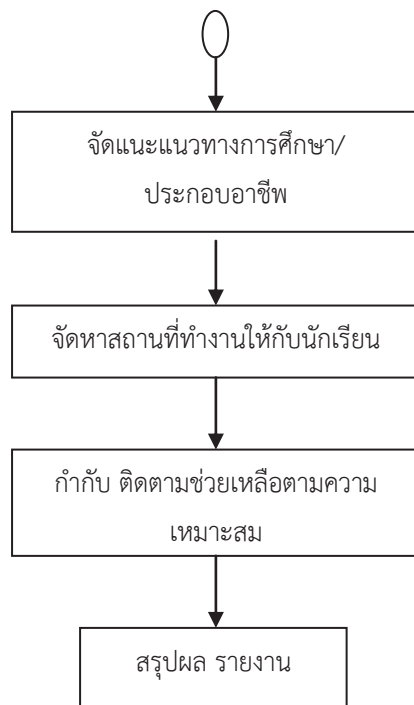 จัดแนะแนวทางการศึกษา/
ประกอบอาชีพ
จัดหาสถานที่ทำงานให้กับนักเรียน
กำกับ ติดตามช่วยเหลือตามความ
เหมาะสม
สรุปผล รายงาน